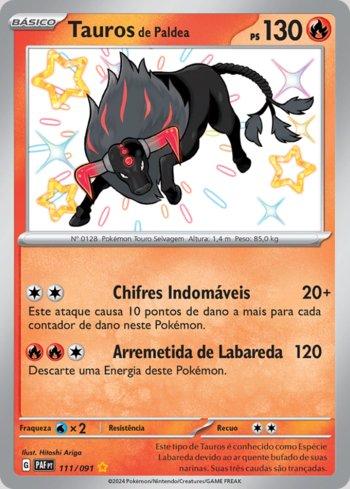 BÁSICO
Tauros de Paldea
PS 130
Nº 0128 Pokémon Touro Selvagem Altura: 1,4 m Peso: 85,0 kg
Chifres Indomáveis 20+
Este ataque causa 10 pontos de dano a mais para cada
contador de dano neste Pokémon.
Arremetida de Labareda 120
Descarte uma Energia deste Pokémon.
Fraqueza ×2 Resistência Recuo
Ilust. Hitoshi Ariga
G PAF PT 111/091
Este tipo de Tauros é conhecido como Espécie
Labareda devido ao ar quente bufado de suas
narinas. Suas três caudas são trançadas.
©2024 Pokémon/Nintendo/Creatures/GAME FREAK